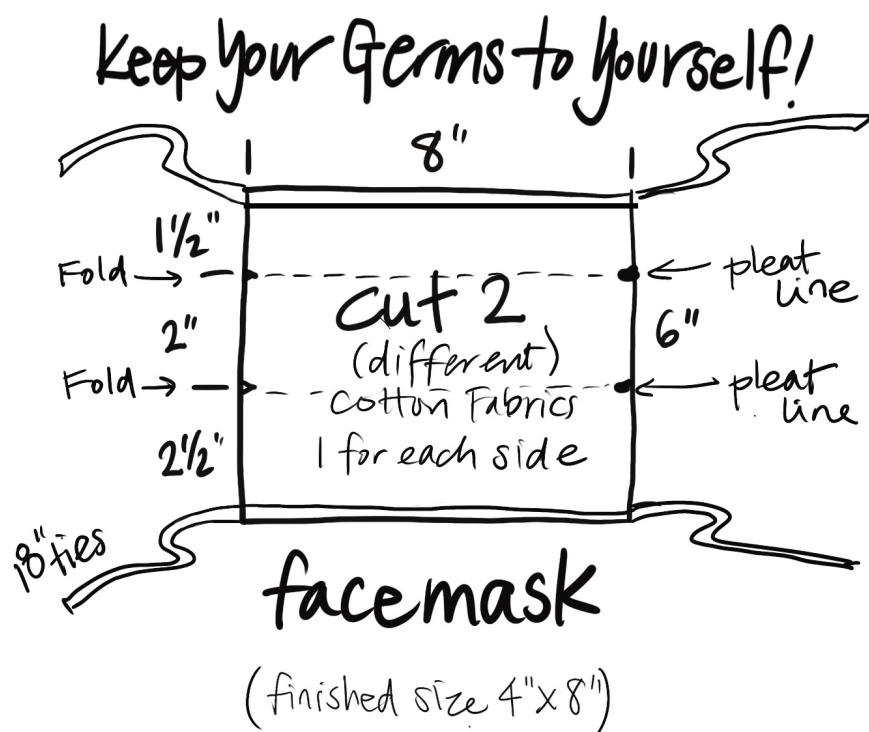 Keep Your Germs to Yourself!
8"
1½"
Fold → pleat
line
cut 2
2" 6"
(different)
Fold → pleat
line
cotton Fabrics
2½" 1 for each side
18" ties
facemask
(finished size 4"x8")